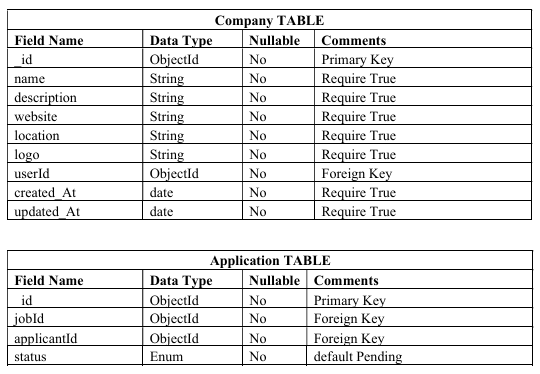 Company TABLE
Field Name Data Type Nullable Comments
_id ObjectId No Primary Key
name String No Require True
description String No Require True
website String No Require True
location String No Require True
logo String No Require True
userId ObjectId No Foreign Key
created_At date No Require True
updated_At date No Require True
Application TABLE
Field Name Data Type Nullable Comments
_id ObjectId No Primary Key
jobId ObjectId No Foreign Key
applicantId ObjectId No Foreign Key
status Enum No default Pending